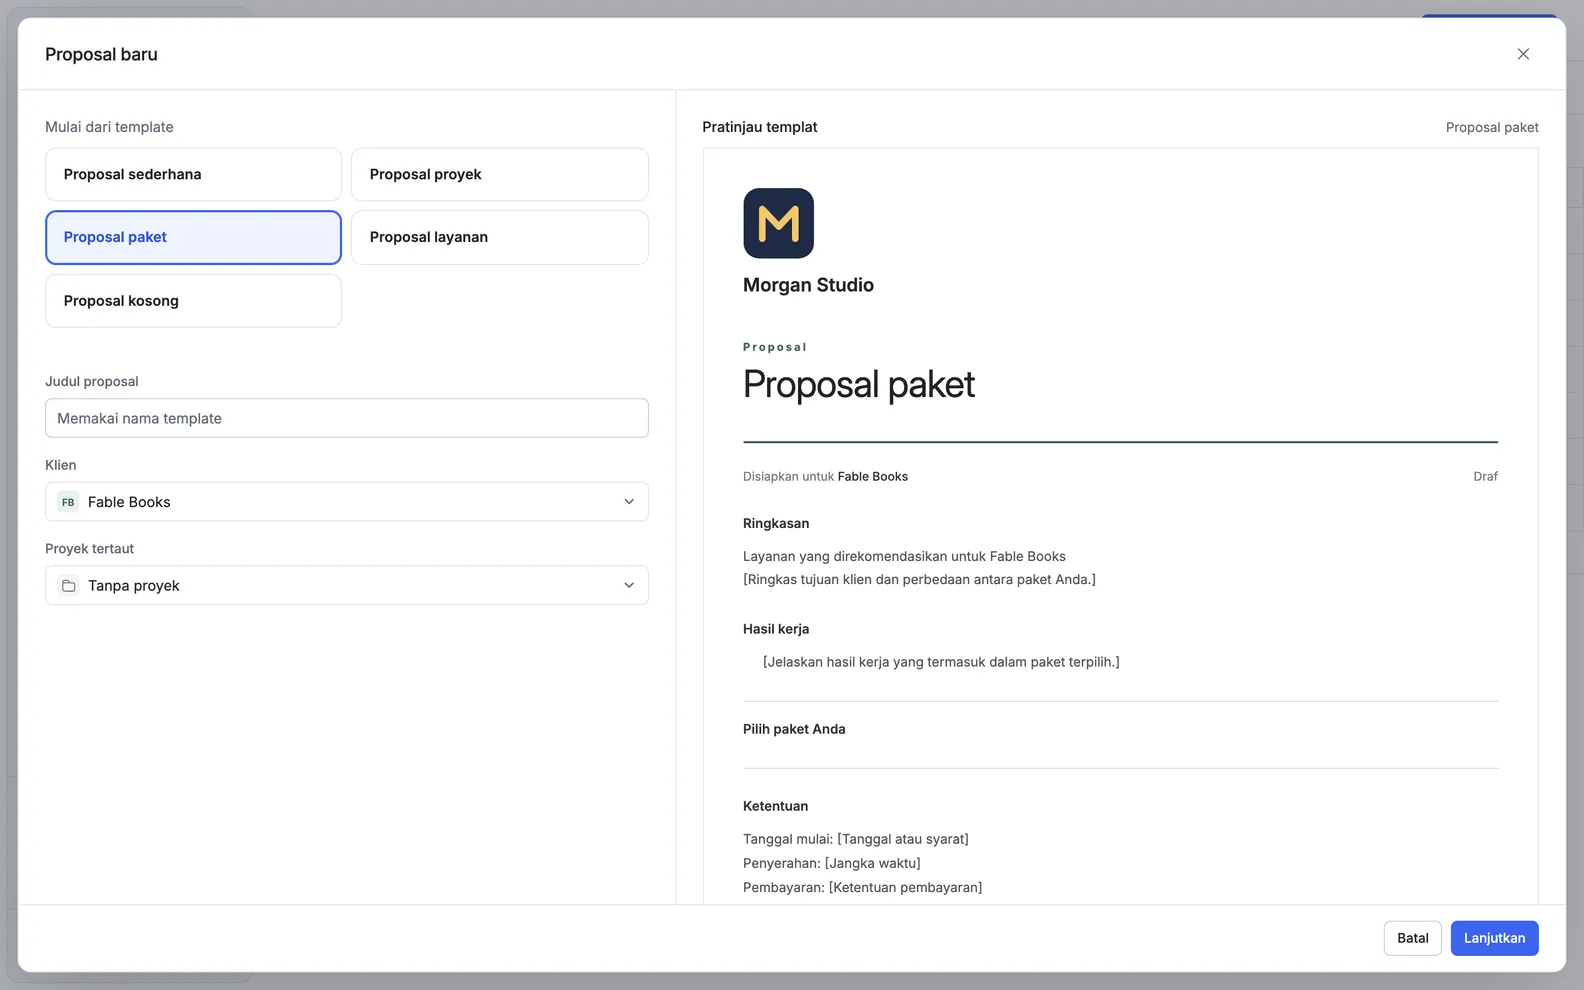 Proposal baru
Mulai dari template
Proposal sederhana
Proposal proyek
Proposal paket
Proposal layanan
Proposal kosong
Judul proposal
Memakai nama template
Klien
FB Fable Books
Proyek tertaut
Tanpa proyek
Pratinjau templat
Proposal paket
M
Morgan Studio
Proposal
Proposal paket
Disiapkan untuk Fable Books
Draf
Ringkasan
Layanan yang direkomendasikan untuk Fable Books
[Ringkas tujuan klien dan perbedaan antara paket Anda.]
Hasil kerja
[Jelaskan hasil kerja yang termasuk dalam paket terpilih.]
Pilih paket Anda
Ketentuan
Tanggal mulai: [Tanggal atau syarat]
Penyerahan: [Jangka waktu]
Pembayaran: [Ketentuan pembayaran]
Batal
Lanjutkan